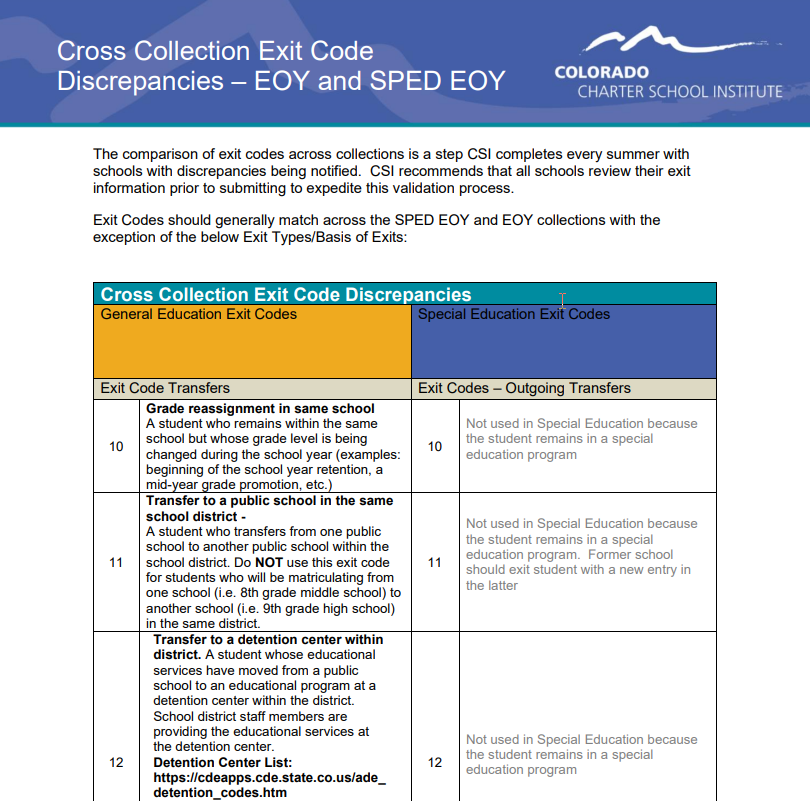 Cross Collection Exit Code
Discrepancies – EOY and SPED EOY
COLORADO
CHARTER SCHOOL INSTITUTE
The comparison of exit codes across collections is a step CSI completes every summer with
schools with discrepancies being notified.  CSI recommends that all schools review their exit
information prior to submitting to expedite this validation process.
Exit Codes should generally match across the SPED EOY and EOY collections with the
exception of the below Exit Types/Basis of Exits:
Cross Collection Exit Code Discrepancies
General Education Exit Codes
Special Education Exit Codes
Exit Code Transfers
Exit Codes – Outgoing Transfers
10
Grade reassignment in same school
A student who remains within the same
school but whose grade level is being
changed during the school year (examples:
beginning of the school year retention, a
mid-year grade promotion, etc.)
10
Not used in Special Education because
the student remains in a special
education program
11
Transfer to a public school in the same
school district -
A student who transfers from one public
school to another public school within the
school district. Do NOT use this exit code
for students who will be matriculating from
one school (i.e. 8th grade middle school) to
another school (i.e. 9th grade high school)
in the same district.
11
Not used in Special Education because
the student remains in a special
education program.  Former school
should exit student with a new entry in
the latter
12
Transfer to a detention center within
district. A student whose educational
services have moved from a public
school to an educational program at a
detention center within the district.
School district staff members are
providing the educational services at
the detention center.
Detention Center List:
https://cdeapps.cde.state.co.us/ade_
detention_codes.htm
12
Not used in Special Education because
the student remains in a special
education program